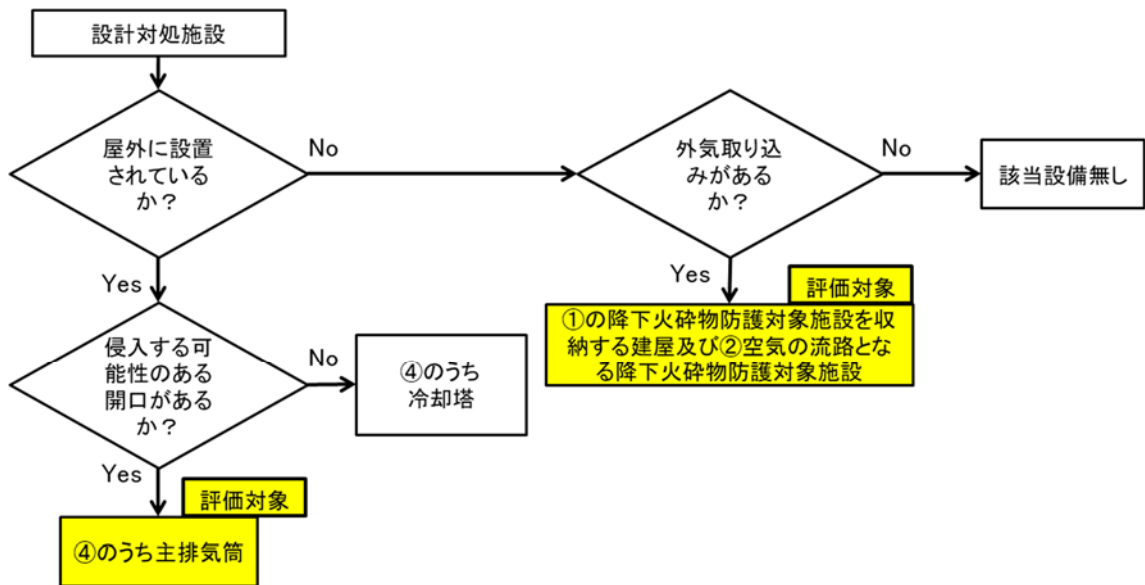 設計対処施設
屋外に設置
されている
か？
No
外気取り込
みがある
か？
No
該当設備無し
Yes
Yes
評価対象
①の降下火砕物防護対象施設を収
納する建屋及び②空気の流路とな
る降下火砕物防護対象施設
侵入する可
能性のある
開口がある
か？
No
④のうち
冷却塔
Yes
評価対象
④のうち主排気筒